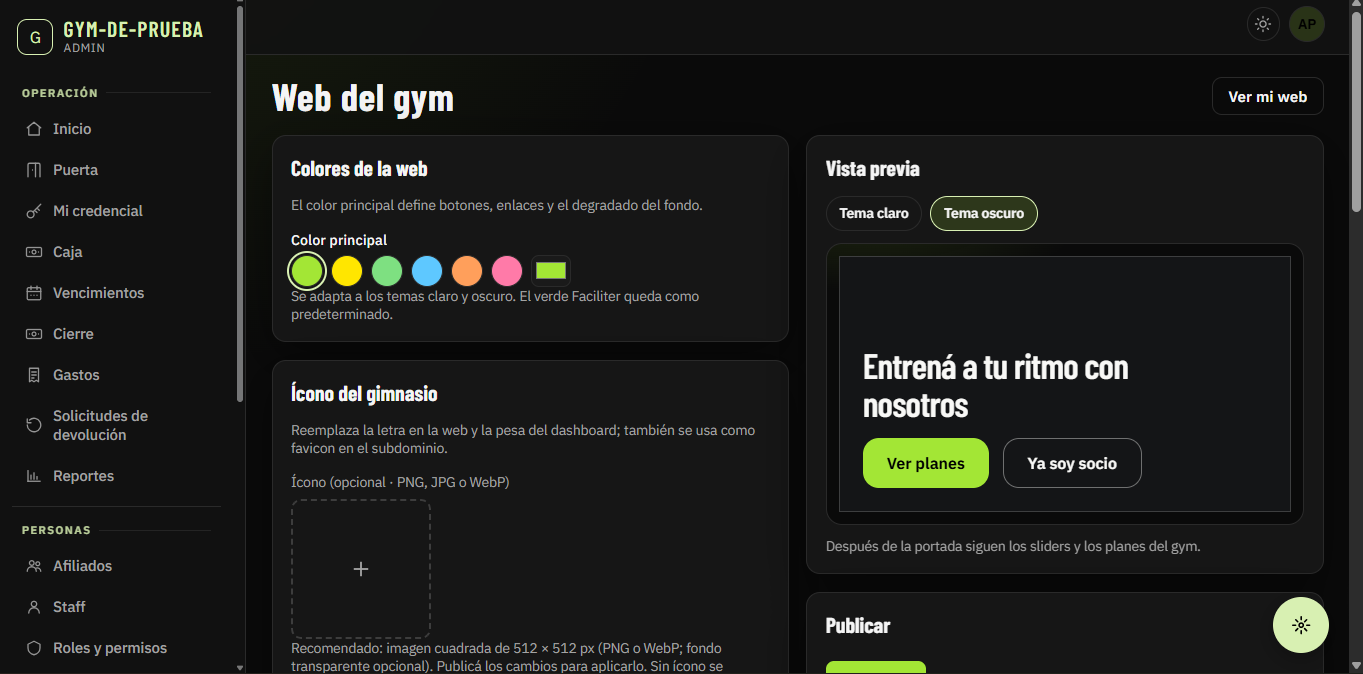 G
GYM-DE-PRUEBA
ADMIN
OPERACIÓN
Inicio
Puerta
Mi credencial
Caja
Vencimientos
Cierre
Gastos
Solicitudes de
devolución
Reportes
PERSONAS
Afiliados
Staff
Roles y permisos
AP
Web del gym
Ver mi web
Colores de la web
El color principal define botones, enlaces y el degradado del fondo.
Color principal
Se adapta a los temas claro y oscuro. El verde Faciliter queda como
predeterminado.
Ícono del gimnasio
Reemplaza la letra en la web y la pesa del dashboard; también se usa como
favicon en el subdominio.
Ícono (opcional · PNG, JPG o WebP)
+
Recomendado: imagen cuadrada de 512 × 512 px (PNG o WebP; fondo
transparente opcional). Publicá los cambios para aplicarlo. Sin ícono se
Vista previa
Tema claro
Tema oscuro
Entrená a tu ritmo con
nosotros
Ver planes
Ya soy socio
Después de la portada siguen los sliders y los planes del gym.
Publicar